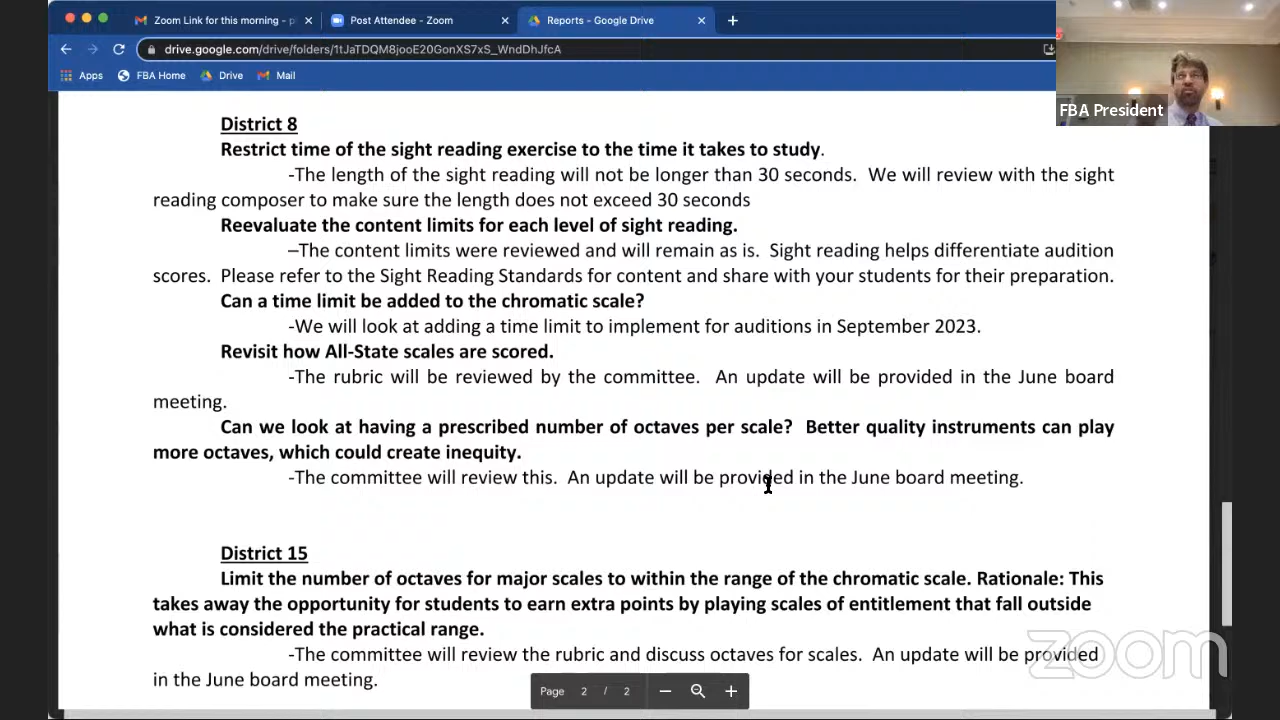 Zoom Link for this morning - p
Post Attendee - Zoom
Reports - Google Drive
drive.google.com/drive/folders/1tJaTDQM8jooE20GonXS7xS_WndDhJfcA
Apps
FBA Home
Drive
Mail
FBA President
District 8
Restrict time of the sight reading exercise to the time it takes to study.
-The length of the sight reading will not be longer than 30 seconds. We will review with the sight
reading composer to make sure the length does not exceed 30 seconds
Reevaluate the content limits for each level of sight reading.
–The content limits were reviewed and will remain as is. Sight reading helps differentiate audition
scores. Please refer to the Sight Reading Standards for content and share with your students for their preparation.
Can a time limit be added to the chromatic scale?
-We will look at adding a time limit to implement for auditions in September 2023.
Revisit how All-State scales are scored.
-The rubric will be reviewed by the committee. An update will be provided in the June board
meeting.
Can we look at having a prescribed number of octaves per scale? Better quality instruments can play
more octaves, which could create inequity.
-The committee will review this. An update will be provided in the June board meeting.
District 15
Limit the number of octaves for major scales to within the range of the chromatic scale. Rationale: This
takes away the opportunity for students to earn extra points by playing scales of entitlement that fall outside
what is considered the practical range.
-The committee will review the rubric and discuss octaves for scales. An update will be provided
in the June board meeting.
Page 2 / 2
zoom